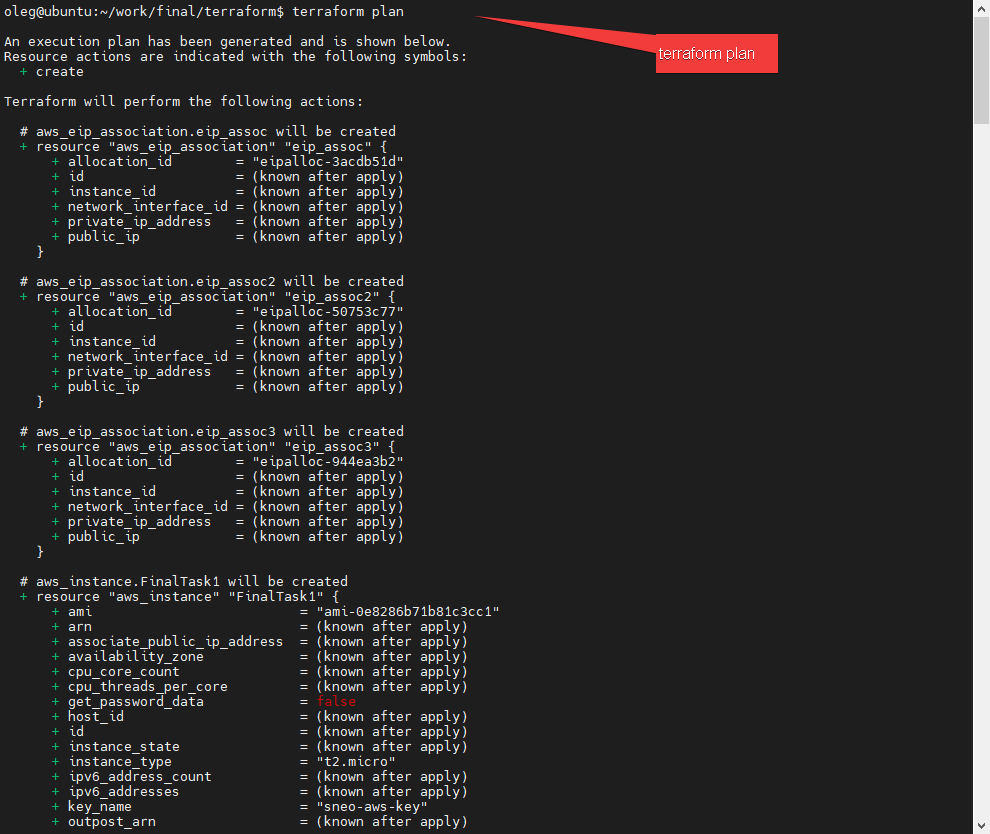 oleg@ubuntu:~/work/final/terraform$ terraform plan
terraform plan
An execution plan has been generated and is shown below.
Resource actions are indicated with the following symbols:
  + create
Terraform will perform the following actions:
  # aws_eip_association.eip_assoc will be created
  + resource "aws_eip_association" "eip_assoc" {
      + allocation_id        = "eipalloc-3acdb51d"
      + id                   = (known after apply)
      + instance_id          = (known after apply)
      + network_interface_id = (known after apply)
      + private_ip_address   = (known after apply)
      + public_ip            = (known after apply)
    }
  # aws_eip_association.eip_assoc2 will be created
  + resource "aws_eip_association" "eip_assoc2" {
      + allocation_id        = "eipalloc-50753c77"
      + id                   = (known after apply)
      + instance_id          = (known after apply)
      + network_interface_id = (known after apply)
      + private_ip_address   = (known after apply)
      + public_ip            = (known after apply)
    }
  # aws_eip_association.eip_assoc3 will be created
  + resource "aws_eip_association" "eip_assoc3" {
      + allocation_id        = "eipalloc-944ea3b2"
      + id                   = (known after apply)
      + instance_id          = (known after apply)
      + network_interface_id = (known after apply)
      + private_ip_address   = (known after apply)
      + public_ip            = (known after apply)
    }
  # aws_instance.FinalTask1 will be created
  + resource "aws_instance" "FinalTask1" {
      + ami                          = "ami-0e8286b71b81c3cc1"
      + arn                          = (known after apply)
      + associate_public_ip_address  = (known after apply)
      + availability_zone            = (known after apply)
      + cpu_core_count               = (known after apply)
      + cpu_threads_per_core         = (known after apply)
      + get_password_data            = false
      + host_id                      = (known after apply)
      + id                           = (known after apply)
      + instance_state               = (known after apply)
      + instance_type                = "t2.micro"
      + ipv6_address_count           = (known after apply)
      + ipv6_addresses               = (known after apply)
      + key_name                     = "sneo-aws-key"
      + outpost_arn                  = (known after apply)